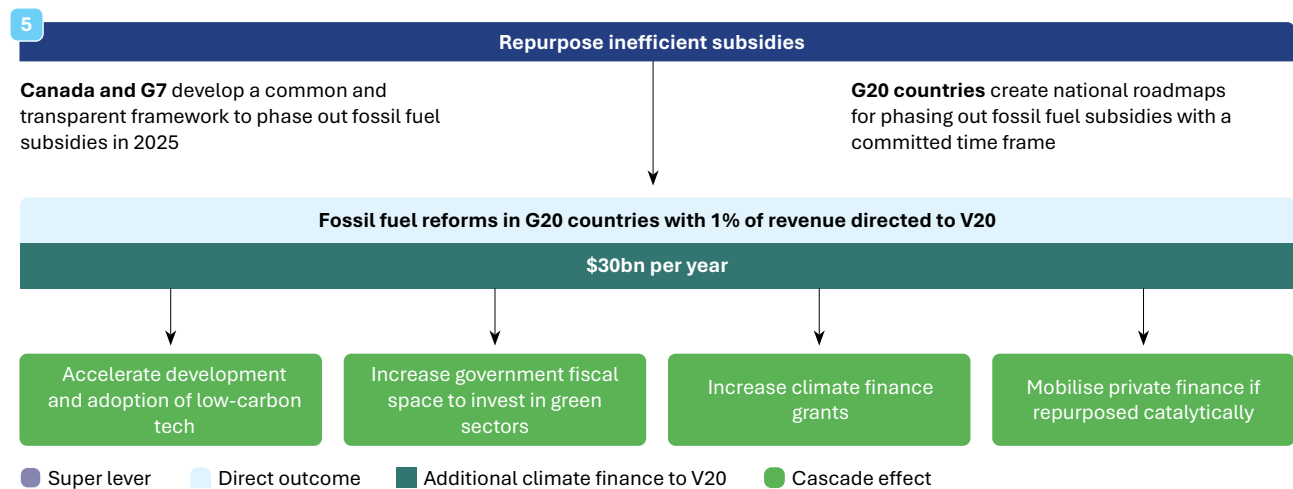 5
Repurpose inefficient subsidies
Canada and G7 develop a common and
transparent framework to phase out fossil fuel
subsidies in 2025
G20 countries create national roadmaps
for phasing out fossil fuel subsidies with a
committed time frame
Fossil fuel reforms in G20 countries with 1% of revenue directed to V20
$30bn per year
Accelerate development
and adoption of low-carbon
tech
Increase government fiscal
space to invest in green
sectors
Increase climate finance
grants
Mobilise private finance if
repurposed catalytically
Super lever
Direct outcome
Additional climate finance to V20
Cascade effect